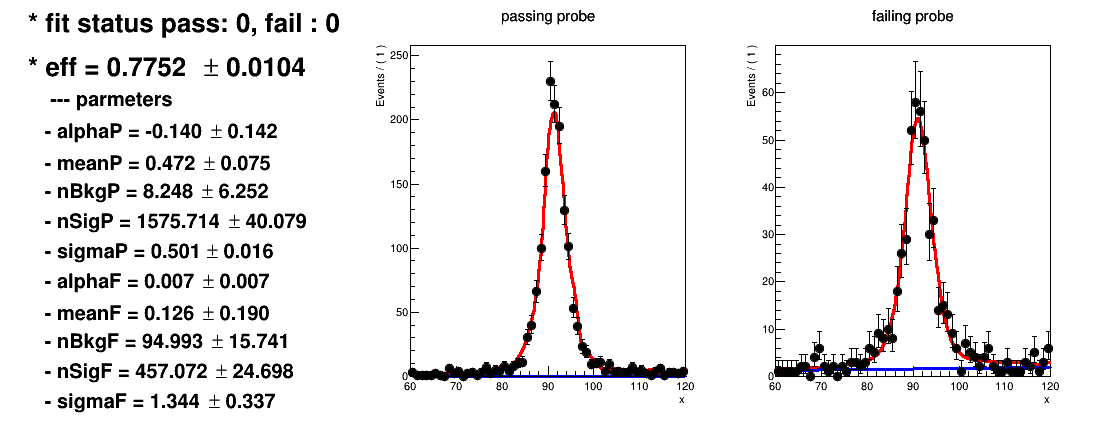 * fit status pass: 0, fail : 0
* eff = 0.7752 ± 0.0104
--- parmeters
- alphaP = -0.140 ± 0.142
- meanP = 0.472 ± 0.075
- nBkgP = 8.248 ± 6.252
- nSigP = 1575.714 ± 40.079
- sigmaP = 0.501 ± 0.016
- alphaF = 0.007 ± 0.007
- meanF = 0.126 ± 0.190
- nBkgF = 94.993 ± 15.741
- nSigF = 457.072 ± 24.698
- sigmaF = 1.344 ± 0.337
passing probe
Events / ( 1 )
250
200
150
100
50
0
60 70 80 90 100 110 120
x
failing probe
Events / ( 1 )
60
50
40
30
20
10
0
60 70 80 90 100 110 120
x